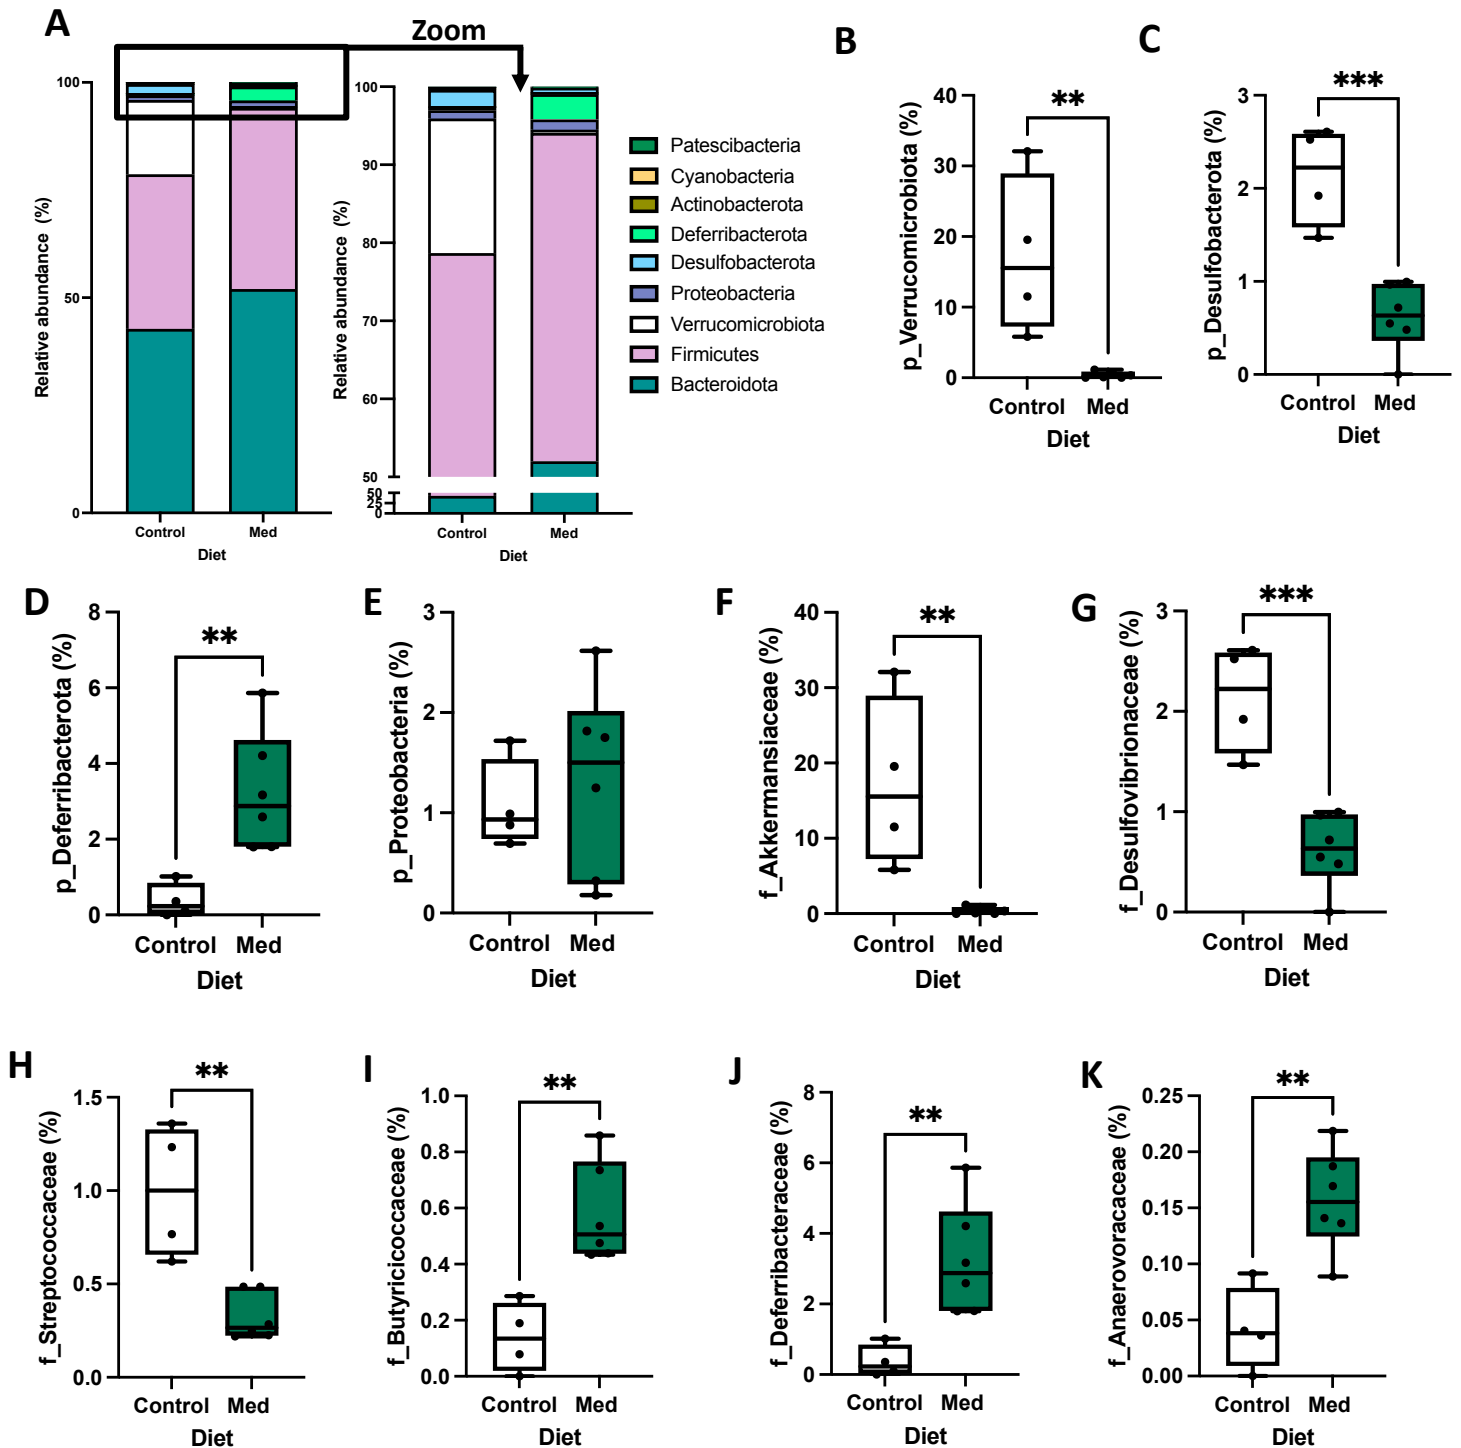 A
Zoom
Relative abundance (%)
100
50
0
Control Med
Diet
Relative abundance (%)
100
90
80
70
60
50
50
25
0
Control Med
Diet
Patescibacteria
Cyanobacteria
Actinobacterota
Deferribacterota
Desulfobacterota
Proteobacteria
Verrucomicrobiota
Firmicutes
Bacteroidota
B
p_Verrucomicrobiota (%)
40
30
20
10
0
**
Control Med
Diet
C
p_Desulfobacterota (%)
3
2
1
0
***
Control Med
Diet
D
p_Deferribacterota (%)
8
6
4
2
0
**
Control Med
Diet
E
p_Proteobacteria (%)
3
2
1
0
Control Med
Diet
F
f_Akkermansiaceae (%)
40
30
20
10
0
**
Control Med
Diet
G
f_Desulfovibrionaceae (%)
3
2
1
0
***
Control Med
Diet
H
f_Streptococcaceae (%)
1.5
1.0
0.5
0.0
**
Control Med
Diet
I
f_Butyricicoccaceae (%)
1.0
0.8
0.6
0.4
0.2
0.0
**
Control Med
Diet
J
f_Deferribacteraceae (%)
8
6
4
2
0
**
Control Med
Diet
K
f_Anaerovoracaceae (%)
0.25
0.20
0.15
0.10
0.05
0.00
**
Control Med
Diet